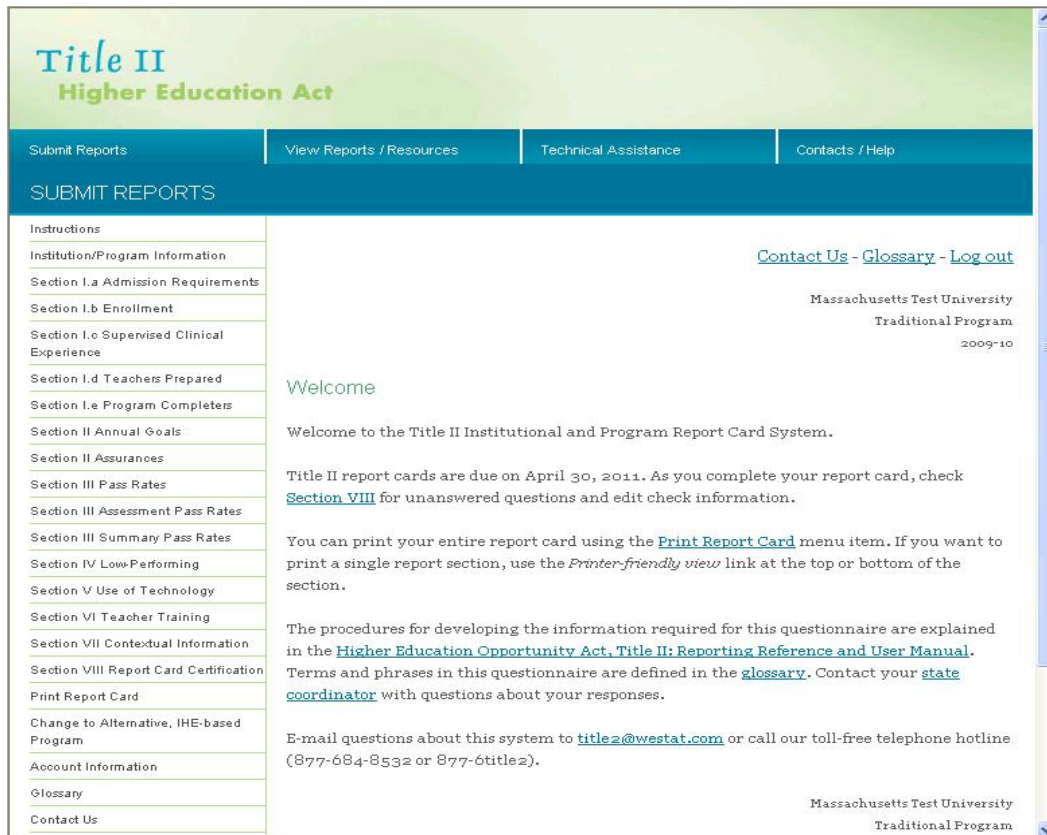 Title II
Higher Education Act
Submit Reports
View Reports / Resources
Technical Assistance
Contacts / Help
SUBMIT REPORTS
Instructions
Institution/Program Information
Section I.a Admission Requirements
Section I.b Enrollment
Section I.c Supervised Clinical
Experience
Section I.d Teachers Prepared
Section I.e Program Completers
Section II Annual Goals
Section II Assurances
Section III Pass Rates
Section III Assessment Pass Rates
Section III Summary Pass Rates
Section IV Low-Performing
Section V Use of Technology
Section VI Teacher Training
Section VII Contextual Information
Section VIII Report Card Certification
Print Report Card
Change to Alternative, IHE-based
Program
Account Information
Glossary
Contact Us
Contact Us - Glossary - Log out
Massachusetts Test University
Traditional Program
2009-10
Welcome
Welcome to the Title II Institutional and Program Report Card System.
Title II report cards are due on April 30, 2011. As you complete your report card, check
Section VIII for unanswered questions and edit check information.
You can print your entire report card using the Print Report Card menu item. If you want to
print a single report section, use the Printer-friendly view link at the top or bottom of the
section.
The procedures for developing the information required for this questionnaire are explained
in the Higher Education Opportunity Act, Title II: Reporting Reference and User Manual.
Terms and phrases in this questionnaire are defined in the glossary. Contact your state
coordinator with questions about your responses.
E-mail questions about this system to title2@westat.com or call our toll-free telephone hotline
(877-684-8532 or 877-6title2).
Massachusetts Test University
Traditional Program